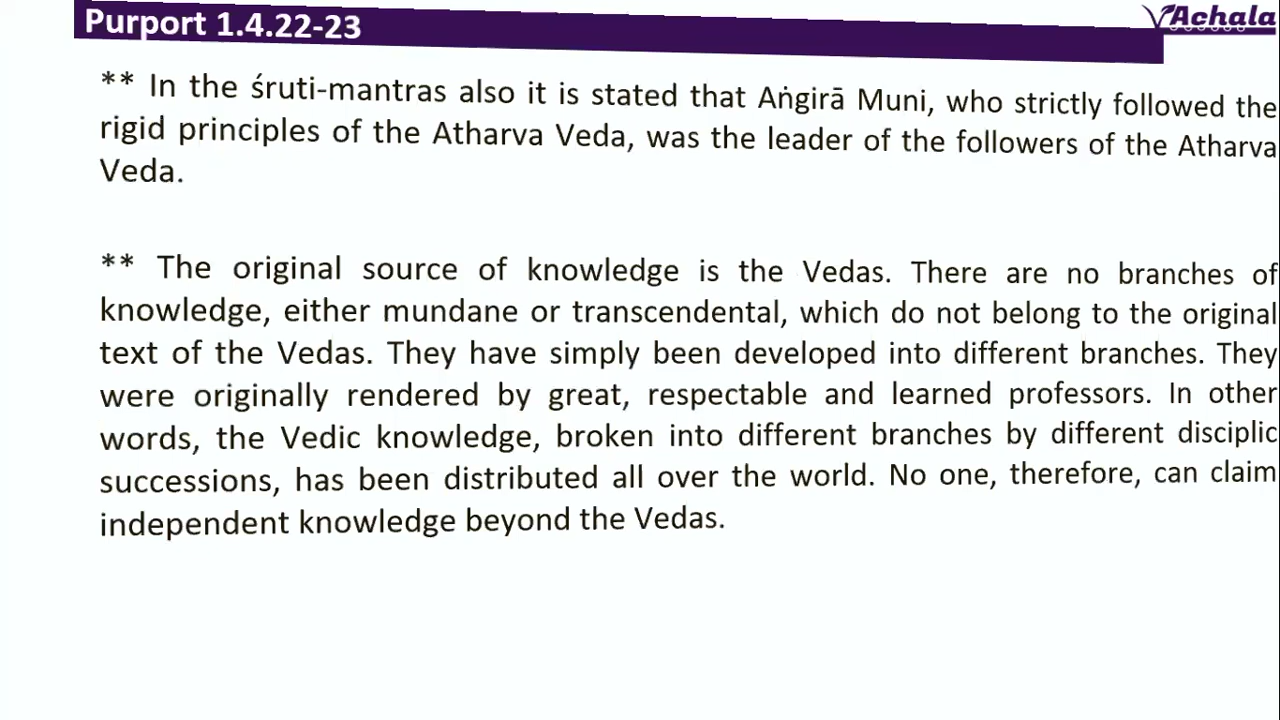 Purport 1.4.22-23
Achala
** In the śruti-mantras also it is stated that Aṅgirā Muni, who strictly followed the
rigid principles of the Atharva Veda, was the leader of the followers of the Atharva
Veda.
** The original source of knowledge is the Vedas. There are no branches of
knowledge, either mundane or transcendental, which do not belong to the original
text of the Vedas. They have simply been developed into different branches. They
were originally rendered by great, respectable and learned professors. In other
words, the Vedic knowledge, broken into different branches by different disciplic
successions, has been distributed all over the world. No one, therefore, can claim
independent knowledge beyond the Vedas.